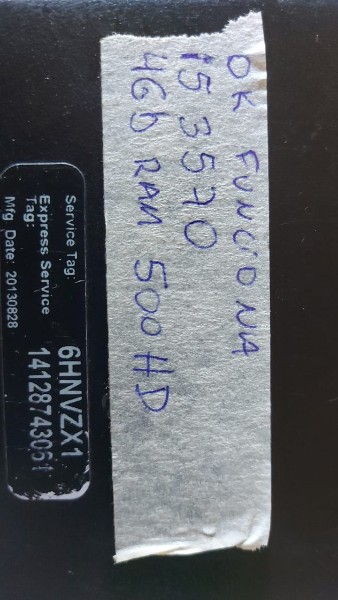 OK FUNCIONA
i5 3570
4Gb RAM 500 HD
Service Tag: 6HNVZX1
Express Service 14128743061
Tag:
Mfg Date: 20130828